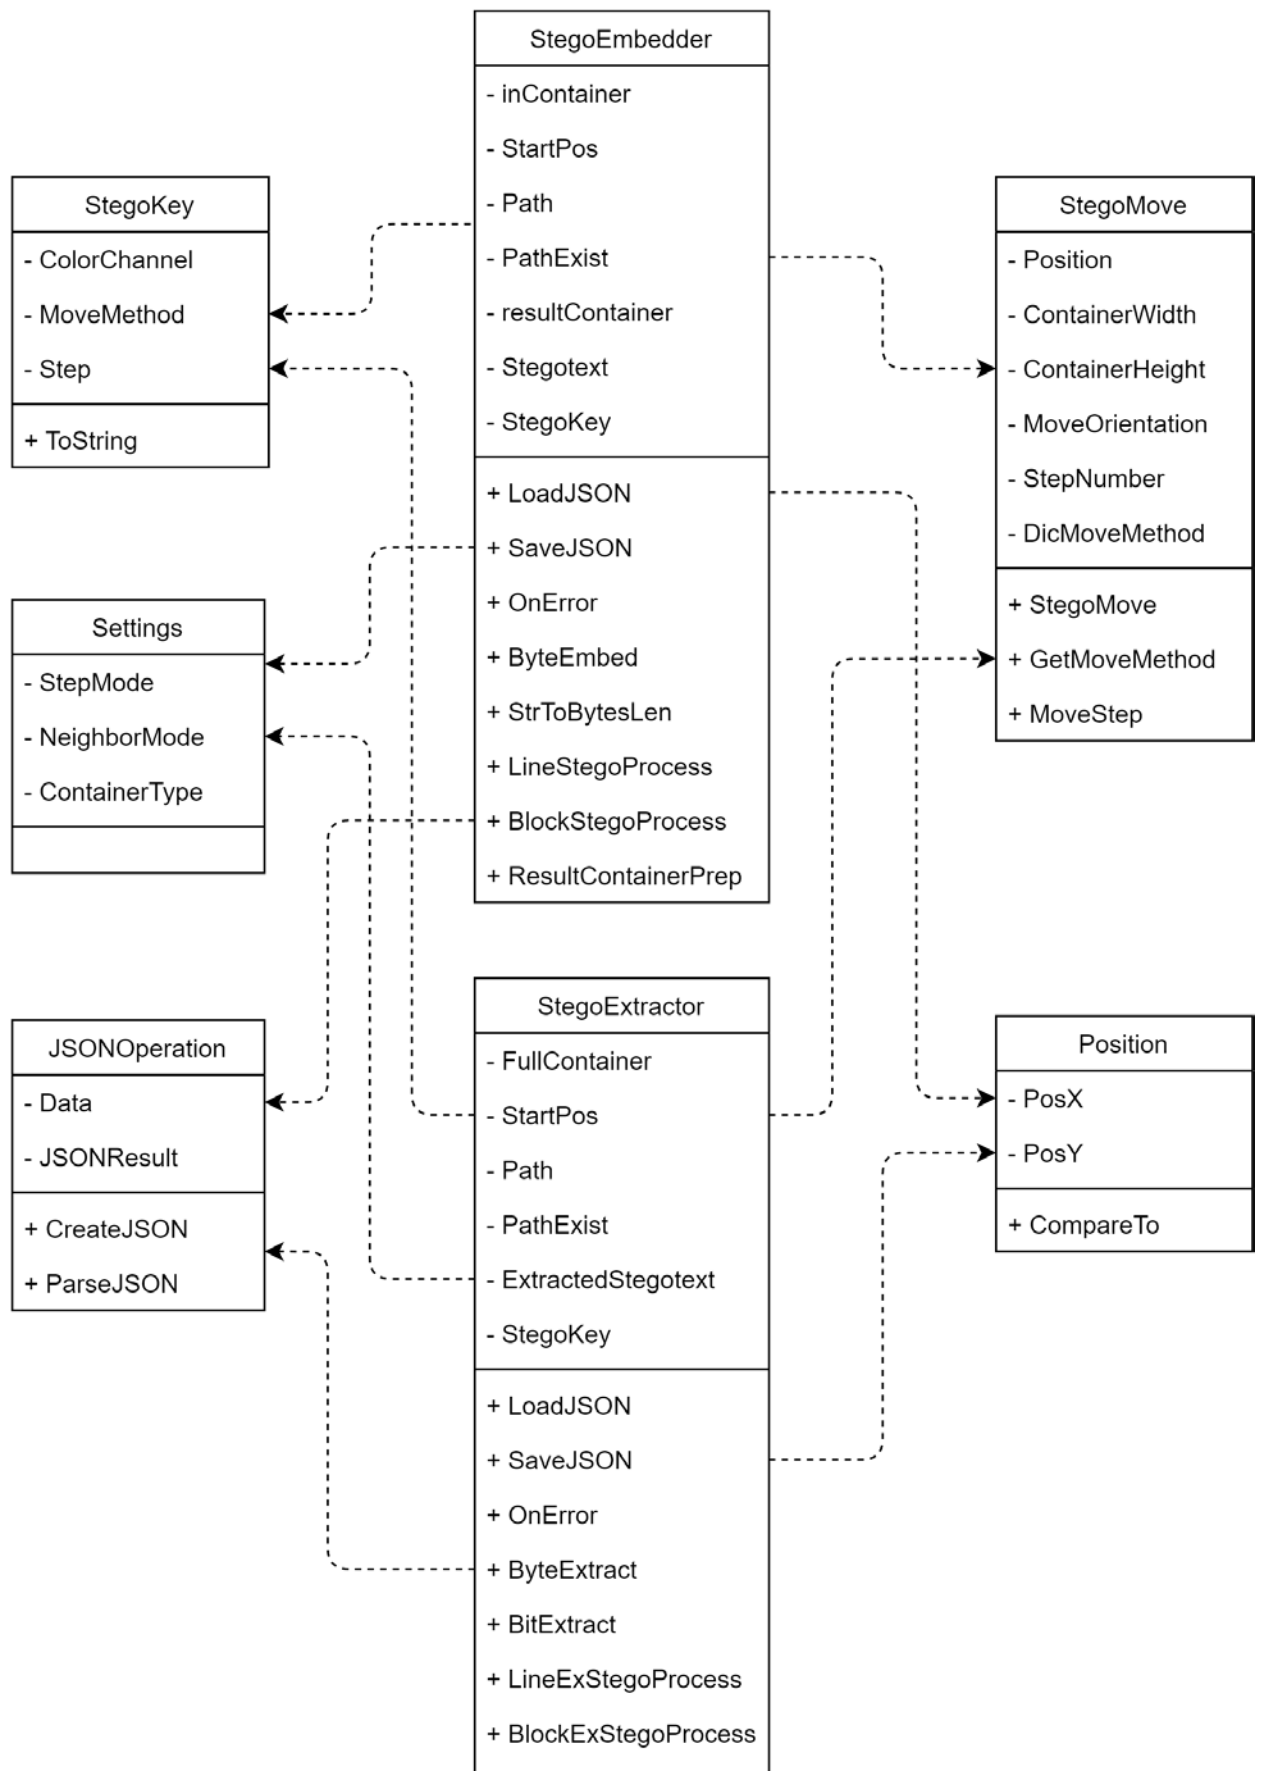 StegoEmbedder
- inContainer
- StartPos
- Path
- PathExist
- resultContainer
- Stegotext
- StegoKey
+ LoadJSON
+ SaveJSON
+ OnError
+ ByteEmbed
+ StrToBytesLen
+ LineStegoProcess
+ BlockStegoProcess
+ ResultContainerPrep
StegoKey
- ColorChannel
- MoveMethod
- Step
+ ToString
StegoMove
- Position
- ContainerWidth
- ContainerHeight
- MoveOrientation
- StepNumber
- DicMoveMethod
+ StegoMove
+ GetMoveMethod
+ MoveStep
Settings
- StepMode
- NeighborMode
- ContainerType
JSONOperation
- Data
- JSONResult
+ CreateJSON
+ ParseJSON
StegoExtractor
- FullContainer
- StartPos
- Path
- PathExist
- ExtractedStegotext
- StegoKey
+ LoadJSON
+ SaveJSON
+ OnError
+ ByteExtract
+ BitExtract
+ LineExStegoProcess
+ BlockExStegoProcess
Position
- PosX
- PosY
+ CompareTo